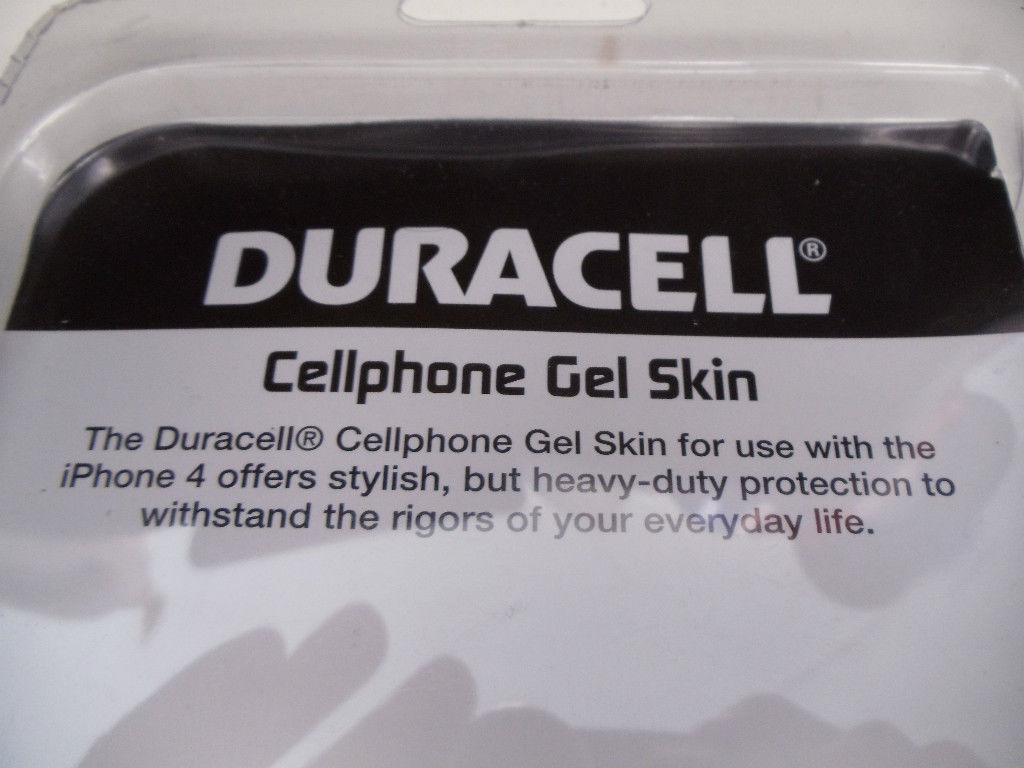 DURACELL®
Cellphone Gel Skin
The Duracell® Cellphone Gel Skin for use with the
iPhone 4 offers stylish, but heavy-duty protection to
withstand the rigors of your everyday life.